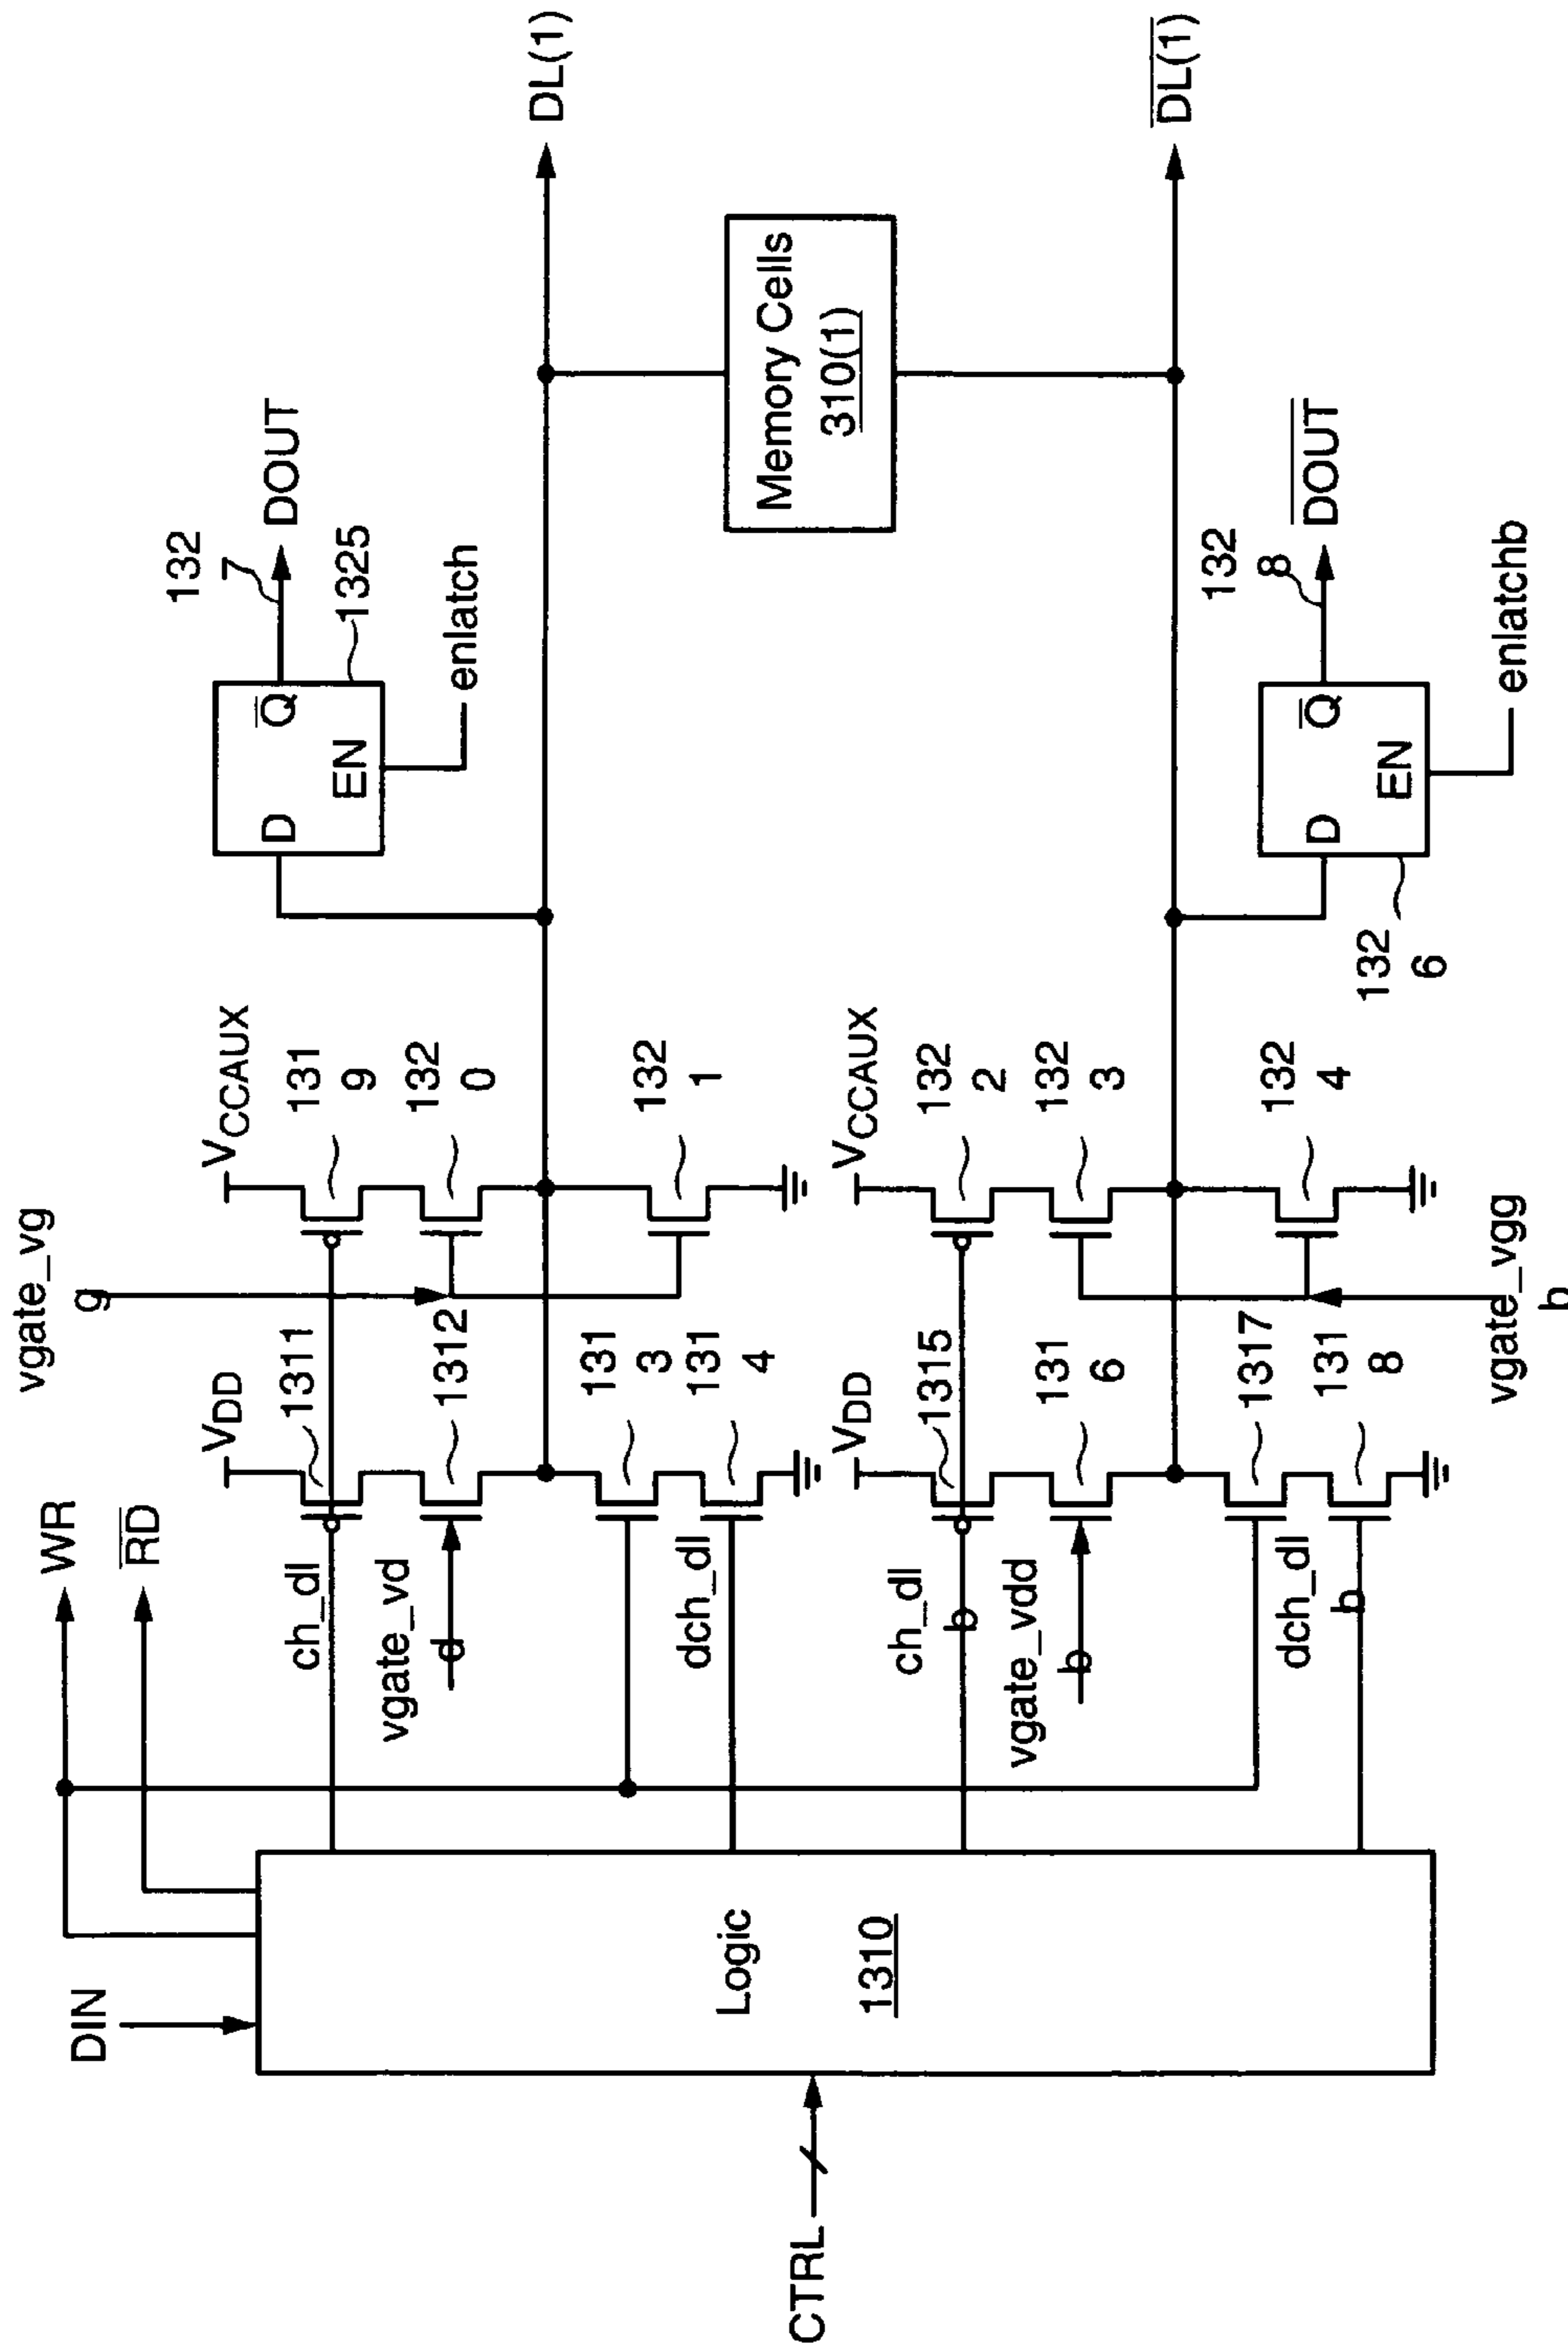 CTRL
DIN
Logic
1310
WR
R̅D̅
ch_dl
vgate_vd
d
dch_dl
ch_dl
b
vgate_vdd
b
dch_dl
b
VDD
1311
1312
131
3
131
4
VDD
1315
131
6
1317
131
8
vgate_vg
g
vgate_vgg
b
VCCAUX
131
9
132
0
132
1
VCCAUX
132
2
132
3
132
4
D
Q̅
EN
1325
132
7
DOUT
enlatch
D
Q̅
EN
132
6
132
8
D̅O̅U̅T̅
enlatchb
Memory Cells
310(1)
DL(1)
D̅L̅(̅1̅)̅